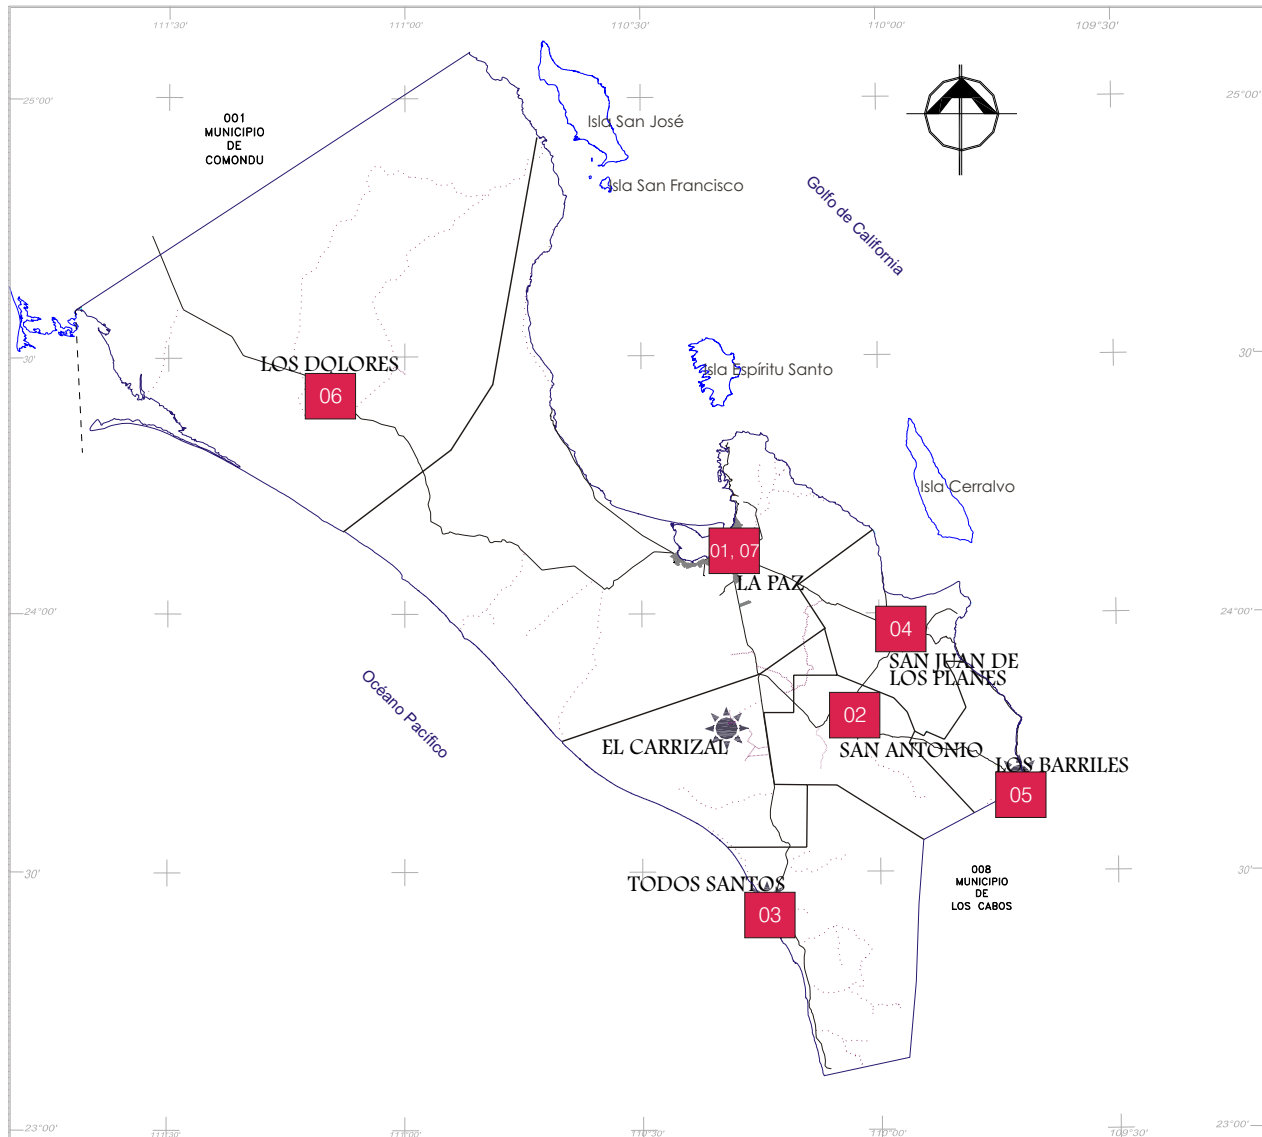 111°30'
111°00'
110°30'
110°00'
109°30'
25°00'
25°00'
001
MUNICIPIO
DE
COMONDU
Isla San José
Isla San Francisco
Golfo de California
30'
30'
LOS DOLORES
06
Isla Espíritu Santo
Isla Cerralvo
01, 07
LA PAZ
24°00'
24°00'
04
SAN JUAN DE
LOS PLANES
Océano Pacífico
02
SAN ANTONIO
EL CARRIZAL
LOS BARRILES
05
30'
30'
008
MUNICIPIO
DE
LOS CABOS
TODOS SANTOS
03
23°00'
23°00'
111°30'
111°00'
110°30'
110°00'
109°30'